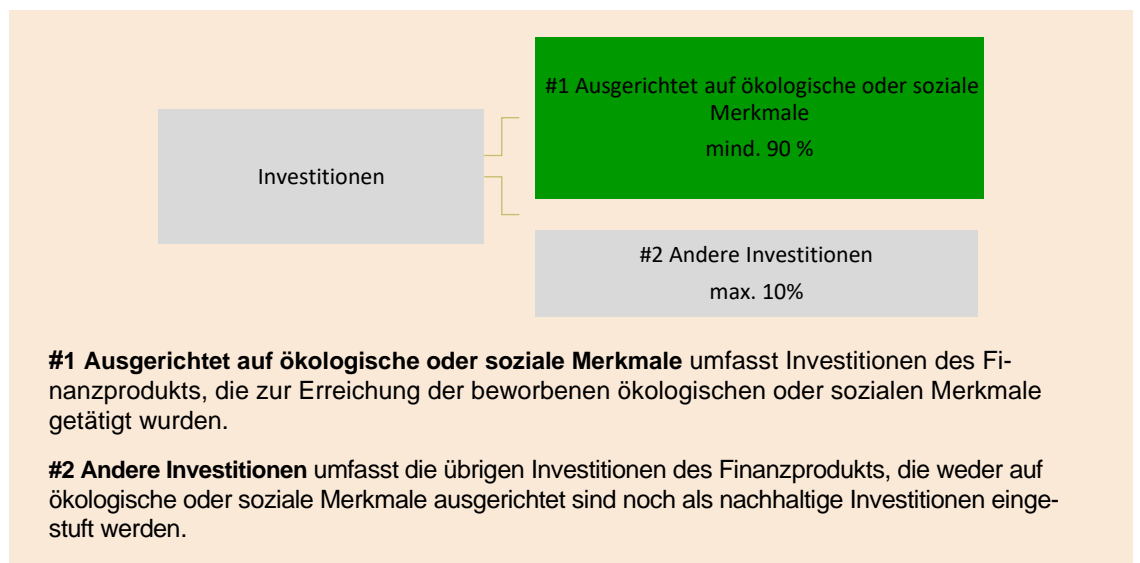 #1 Ausgerichtet auf ökologische oder soziale
Merkmale
mind. 90 %
Investitionen
#2 Andere Investitionen
max. 10%
#1 Ausgerichtet auf ökologische oder soziale Merkmale umfasst Investitionen des Fi-
nanzprodukts, die zur Erreichung der beworbenen ökologischen oder sozialen Merkmale
getätigt wurden.
#2 Andere Investitionen umfasst die übrigen Investitionen des Finanzprodukts, die weder auf
ökologische oder soziale Merkmale ausgerichtet sind noch als nachhaltige Investitionen einge-
stuft werden.